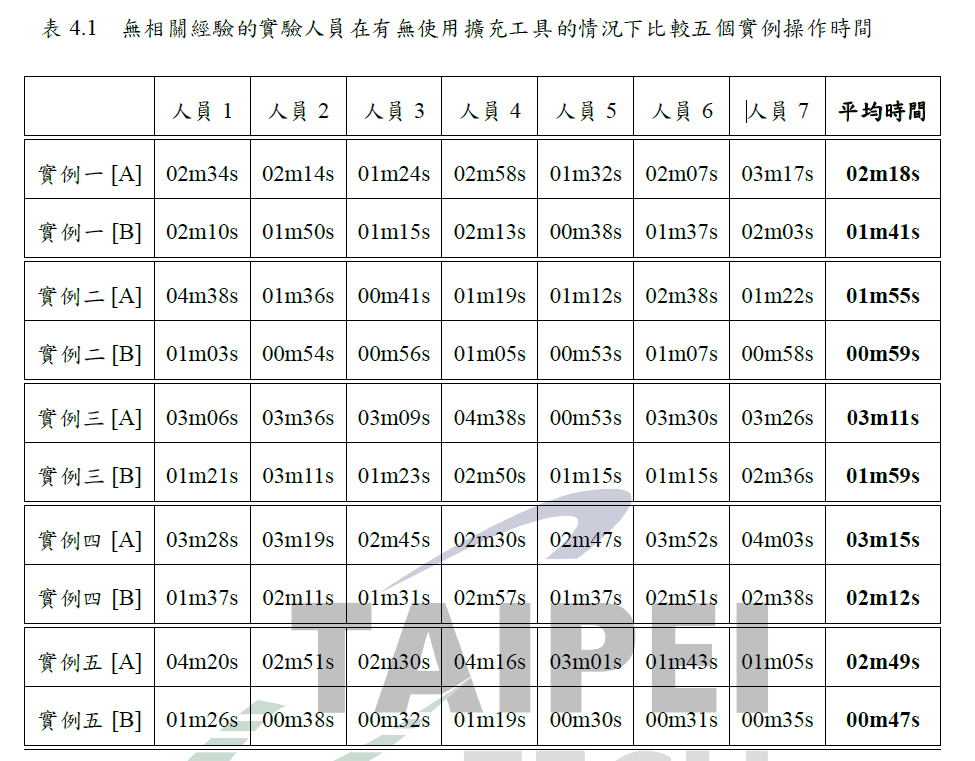 表 4.1 無相關經驗的實驗人員在有無使用擴充工具的情況下比較五個實例操作時間
人員 1 人員 2 人員 3 人員 4 人員 5 人員 6 人員 7 平均時間
實例一 [A] 02m34s 02m14s 01m24s 02m58s 01m32s 02m07s 03m17s 02m18s
實例一 [B] 02m10s 01m50s 01m15s 02m13s 00m38s 01m37s 02m03s 01m41s
實例二 [A] 04m38s 01m36s 00m41s 01m19s 01m12s 02m38s 01m22s 01m55s
實例二 [B] 01m03s 00m54s 00m56s 01m05s 00m53s 01m07s 00m58s 00m59s
實例三 [A] 03m06s 03m36s 03m09s 04m38s 00m53s 03m30s 03m26s 03m11s
實例三 [B] 01m21s 03m11s 01m23s 02m50s 01m15s 01m15s 02m36s 01m59s
實例四 [A] 03m28s 03m19s 02m45s 02m30s 02m47s 03m52s 04m03s 03m15s
實例四 [B] 01m37s 02m11s 01m31s 02m57s 01m37s 02m51s 02m38s 02m12s
TAIPEI
實例五 [A] 04m20s 02m51s 02m30s 04m16s 03m01s 01m43s 01m05s 02m49s
實例五 [B] 01m26s 00m38s 00m32s 01m19s 00m30s 00m31s 00m35s 00m47s